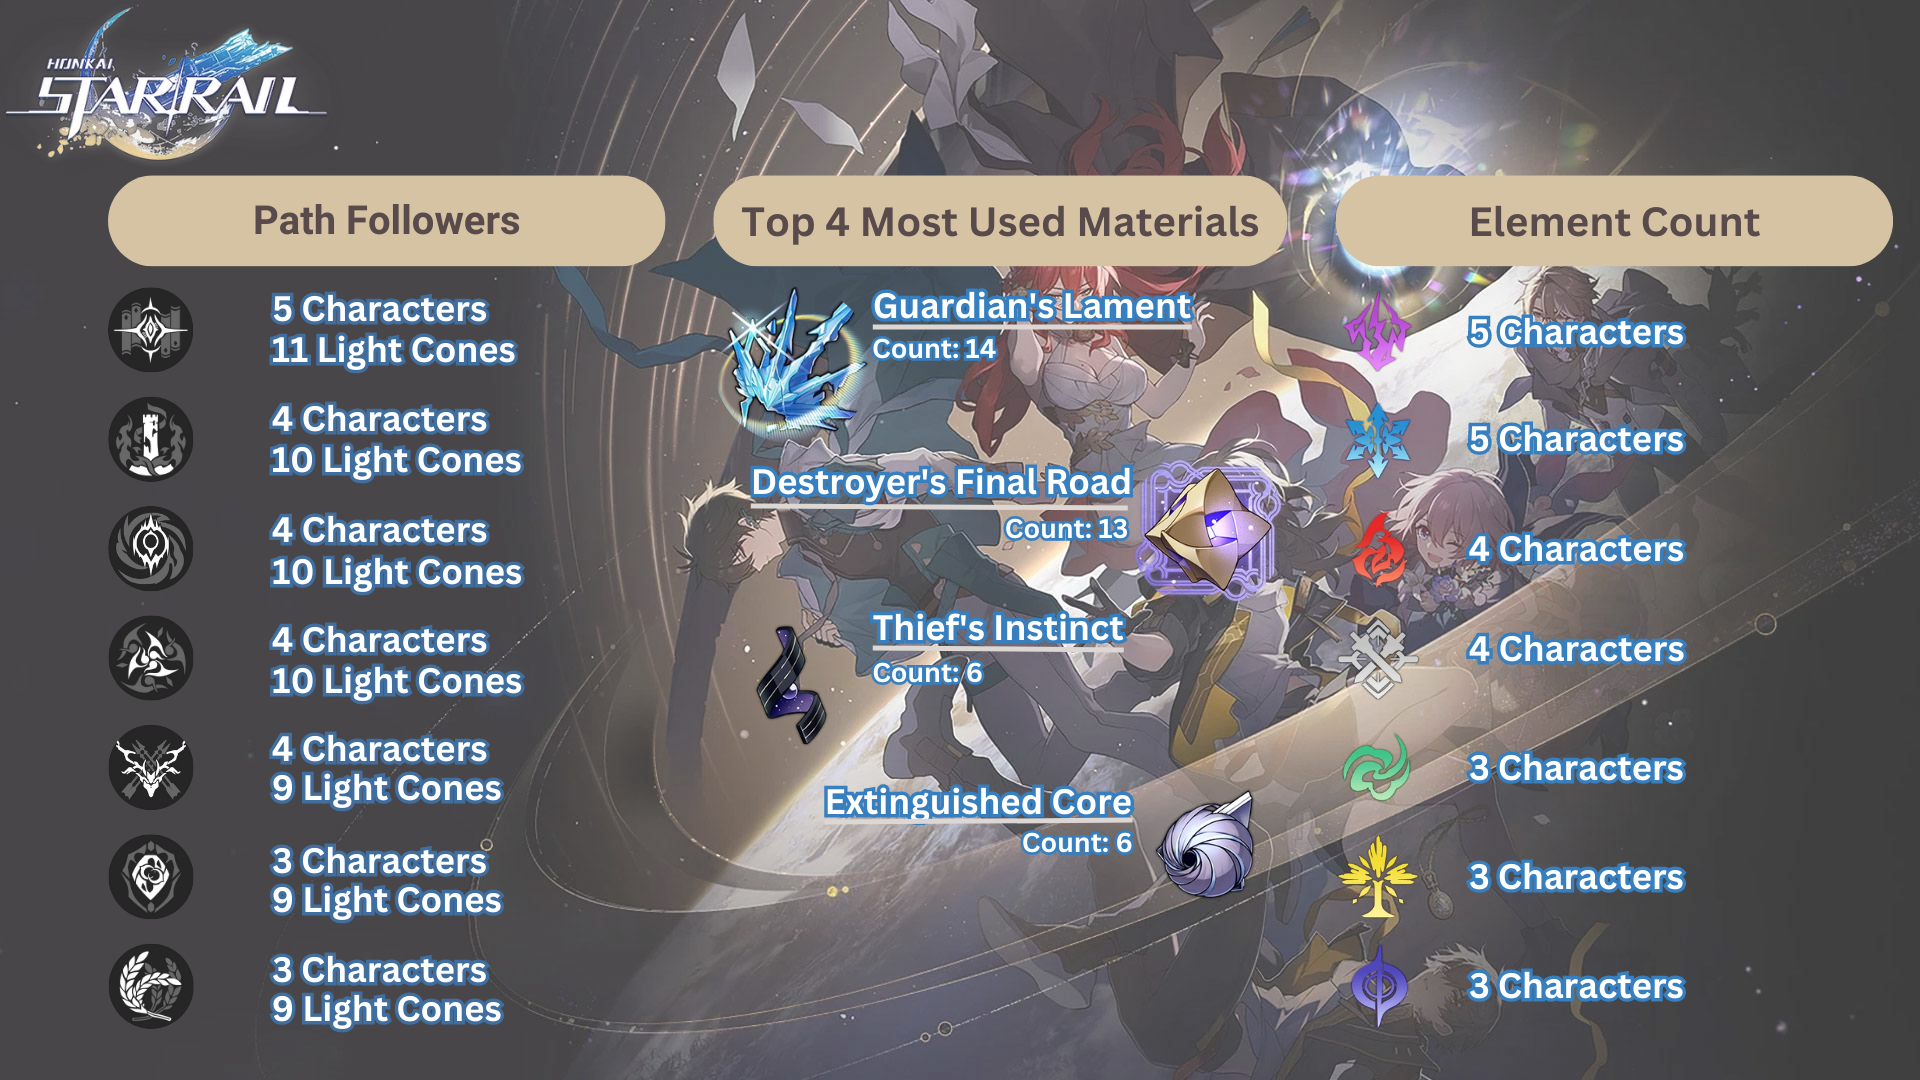 HONKAI
STAR RAIL
Path Followers
5 Characters
11 Light Cones
4 Characters
10 Light Cones
4 Characters
10 Light Cones
4 Characters
10 Light Cones
4 Characters
9 Light Cones
3 Characters
9 Light Cones
3 Characters
9 Light Cones
Top 4 Most Used Materials
Guardian's Lament
Count: 14
Destroyer's Final Road
Count: 13
Thief's Instinct
Count: 6
Extinguished Core
Count: 6
Element Count
5 Characters
5 Characters
4 Characters
4 Characters
3 Characters
3 Characters
3 Characters